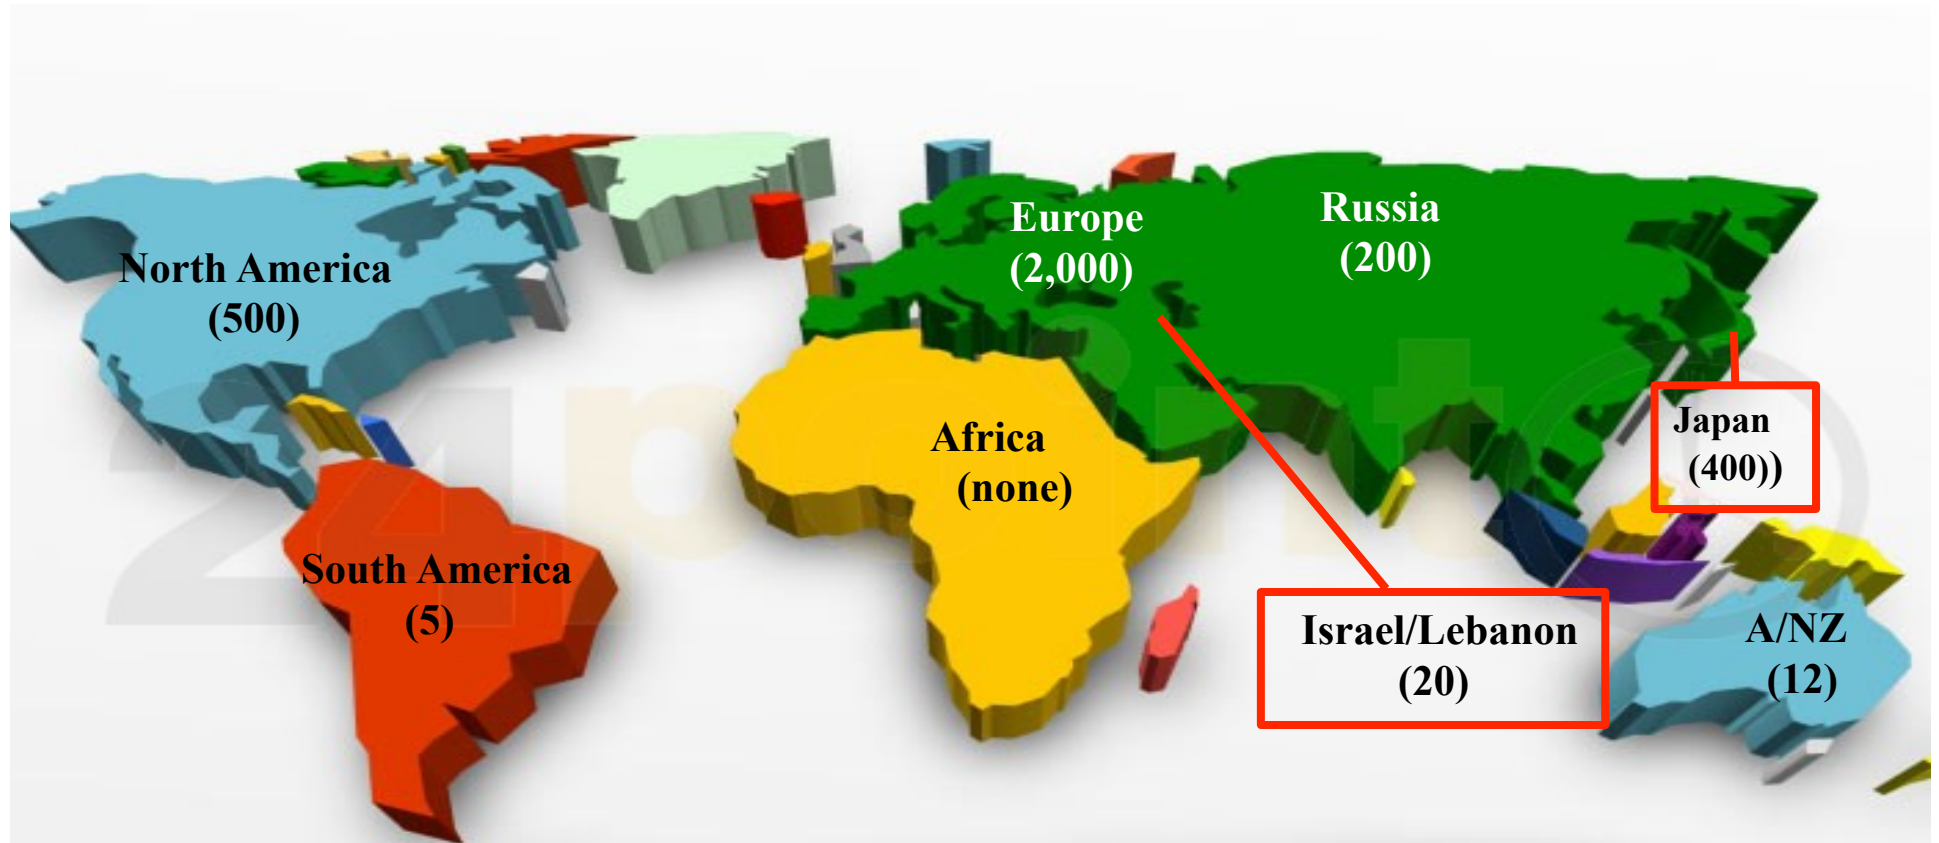 North America
(500)
South America
(5)
Europe
(2,000)
Russia
(200)
Africa
(none)
Japan
(400))
Israel/Lebanon
(20)
A/NZ
(12)
24point0